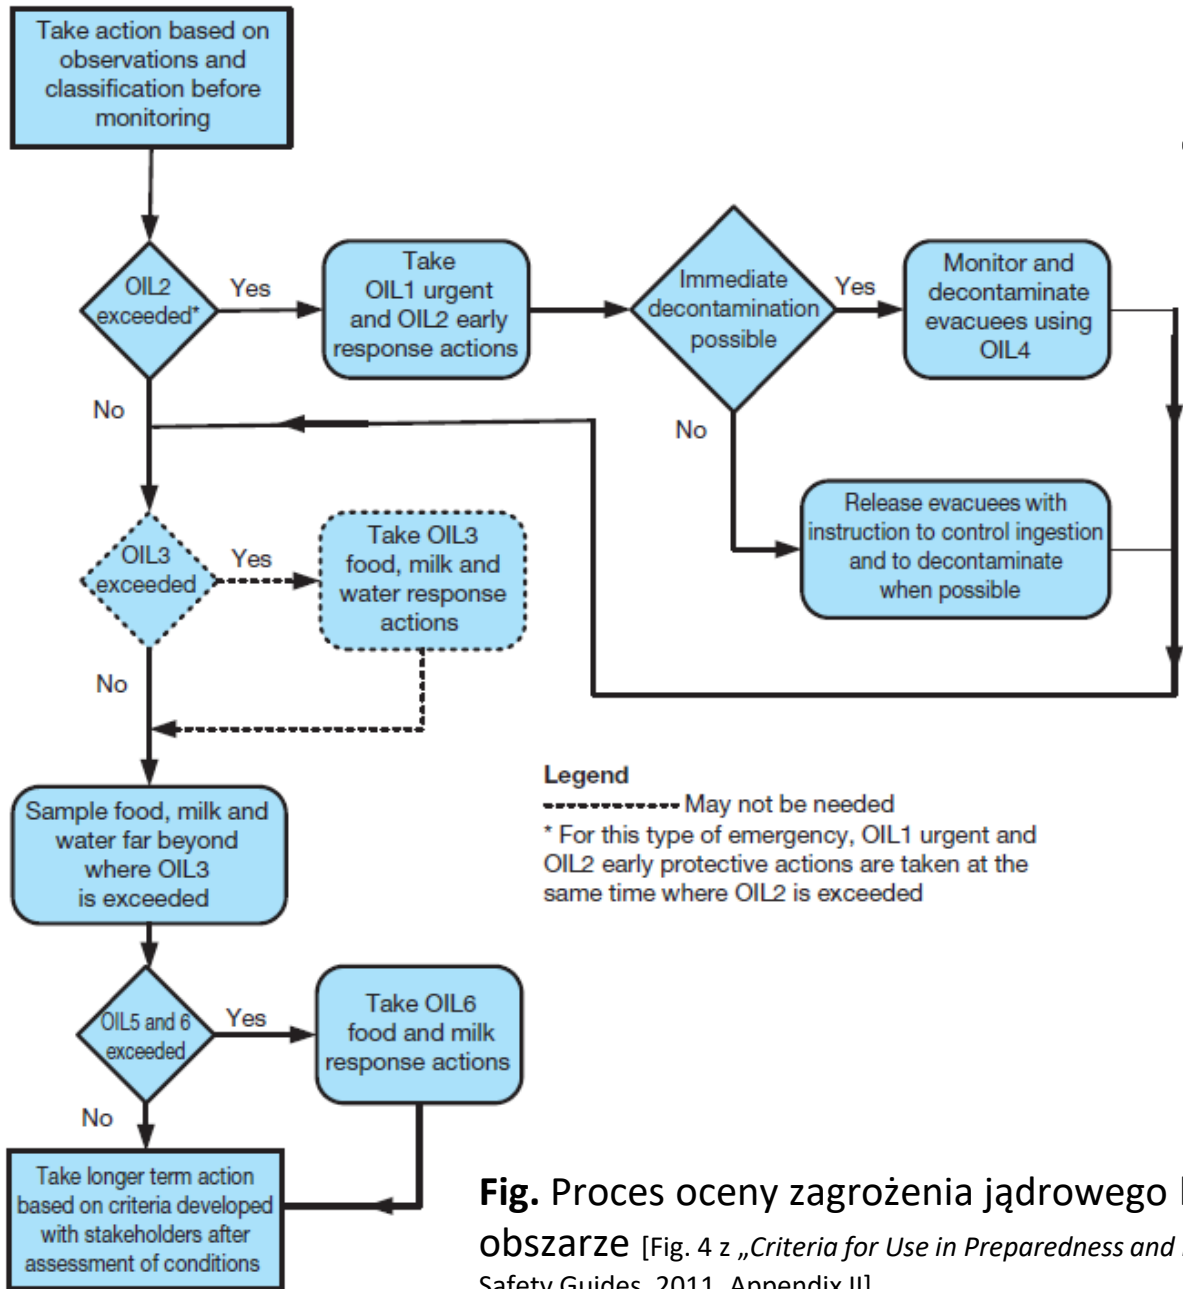 Take action based on
observations and
classification before
monitoring
OIL2
exceeded*
Yes
Take
OIL1 urgent
and OIL2 early
response actions
Immediate
decontamination
possible
Yes
Monitor and
decontaminate
evacuees using
OIL4
No
No
Release evacuees with
instruction to control ingestion
and to decontaminate
when possible
OIL3
exceeded
Yes
Take OIL3
food, milk and
water response
actions
No
Legend
May not be needed
* For this type of emergency, OIL1 urgent and
OIL2 early protective actions are taken at the
same time where OIL2 is exceeded
Sample food, milk and
water far beyond
where OIL3
is exceeded
OIL5 and 6
exceeded
Yes
Take OIL6
food and milk
response actions
No
Take longer term action
based on criteria developed
with stakeholders after
assessment of conditions
Fig. Proces oceny zagrożenia jądrowego
obszarze [Fig. 4 z „Criteria for Use in Preparedness and
Safety Guides, 2011, Appendix II]